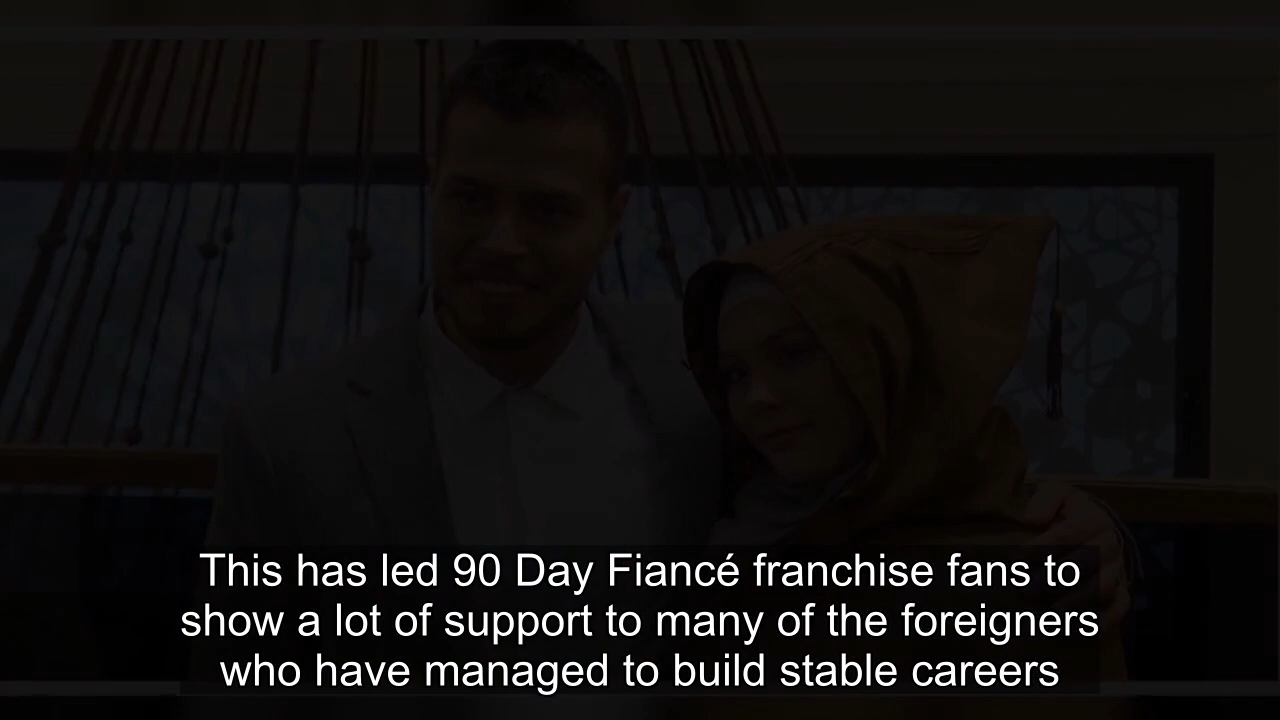 This has led 90 Day Fiancé franchise fans to
show a lot of support to many of the foreigners
who have managed to build stable careers